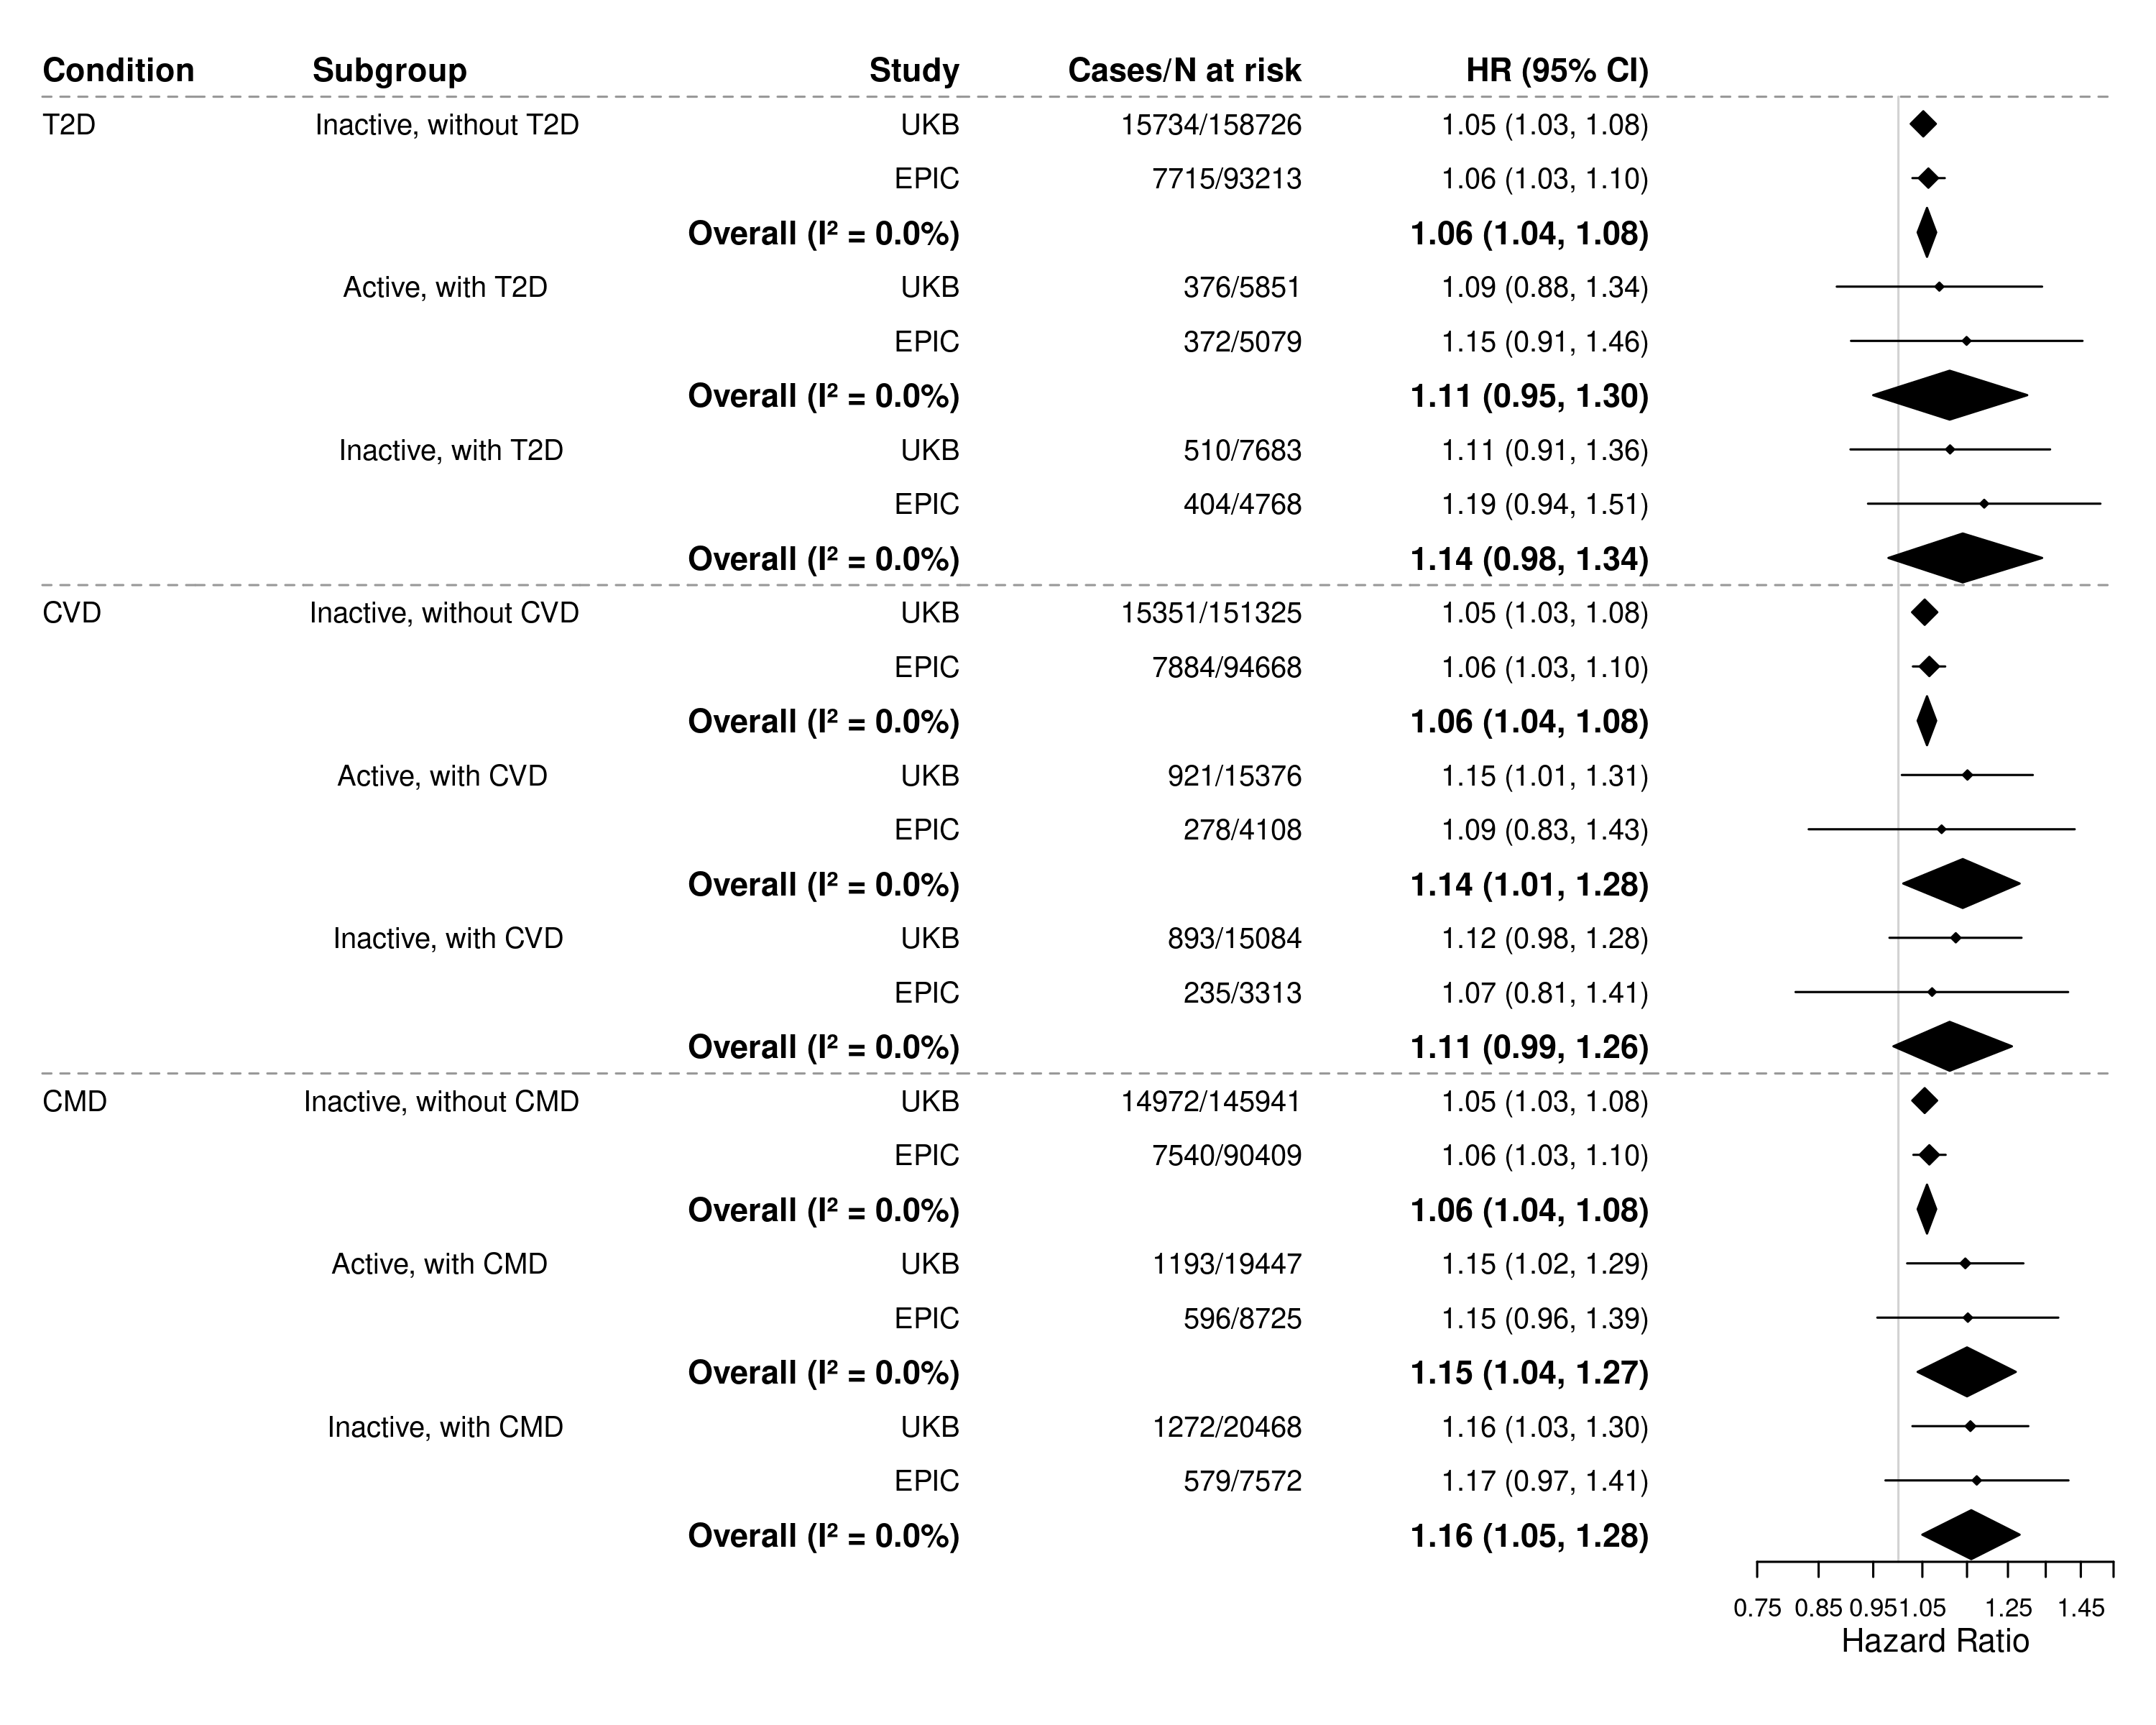 Condition Subgroup Study Cases/N at risk HR (95% CI)
T2D Inactive, without T2D UKB 15734/158726 1.05 (1.03, 1.08)
EPIC 7715/93213 1.06 (1.03, 1.10)
Overall (I² = 0.0%) 1.06 (1.04, 1.08)
Active, with T2D UKB 376/5851 1.09 (0.88, 1.34)
EPIC 372/5079 1.15 (0.91, 1.46)
Overall (I² = 0.0%) 1.11 (0.95, 1.30)
Inactive, with T2D UKB 510/7683 1.11 (0.91, 1.36)
EPIC 404/4768 1.19 (0.94, 1.51)
Overall (I² = 0.0%) 1.14 (0.98, 1.34)
CVD Inactive, without CVD UKB 15351/151325 1.05 (1.03, 1.08)
EPIC 7884/94668 1.06 (1.03, 1.10)
Overall (I² = 0.0%) 1.06 (1.04, 1.08)
Active, with CVD UKB 921/15376 1.15 (1.01, 1.31)
EPIC 278/4108 1.09 (0.83, 1.43)
Overall (I² = 0.0%) 1.14 (1.01, 1.28)
Inactive, with CVD UKB 893/15084 1.12 (0.98, 1.28)
EPIC 235/3313 1.07 (0.81, 1.41)
Overall (I² = 0.0%) 1.11 (0.99, 1.26)
CMD Inactive, without CMD UKB 14972/145941 1.05 (1.03, 1.08)
EPIC 7540/90409 1.06 (1.03, 1.10)
Overall (I² = 0.0%) 1.06 (1.04, 1.08)
Active, with CMD UKB 1193/19447 1.15 (1.02, 1.29)
EPIC 596/8725 1.15 (0.96, 1.39)
Overall (I² = 0.0%) 1.15 (1.04, 1.27)
Inactive, with CMD UKB 1272/20468 1.16 (1.03, 1.30)
EPIC 579/7572 1.17 (0.97, 1.41)
Overall (I² = 0.0%) 1.16 (1.05, 1.28)
0.75 0.85 0.95 1.05 1.25 1.45
Hazard Ratio